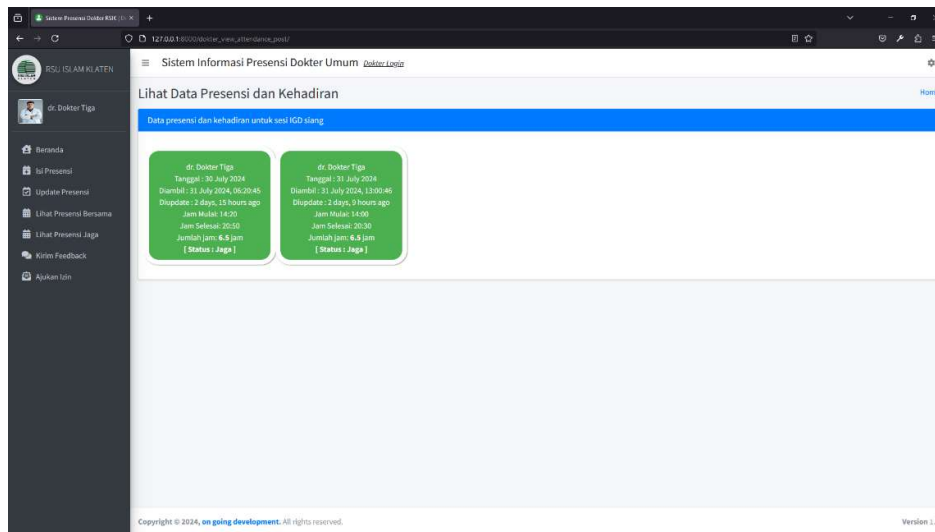 Sistem Presensi Dokter RSIK | D
127.0.0.1:8000/dokter_view_attendance_post/
RSU ISLAM KLATEN
Sistem Informasi Presensi Dokter Umum Dokter Login
dr. Dokter Tiga
Lihat Data Presensi dan Kehadiran
Hom
Data presensi dan kehadiran untuk sesi IGD siang
Beranda
Isi Presensi
Update Presensi
Lihat Presensi Bersama
Lihat Presensi Jaga
Kirim Feedback
Ajukan Izin
dr. Dokter Tiga
Tanggal : 30 July 2024
Diambil : 31 July 2024, 06:20:45
Diupdate : 2 days, 15 hours ago
Jam Mulai: 14:20
Jam Selesai: 20:50
Jumlah jam: 6.5 jam
[ Status : Jaga ]
dr. Dokter Tiga
Tanggal : 31 July 2024
Diambil : 31 July 2024, 13:00:46
Diupdate : 2 days, 9 hours ago
Jam Mulai: 14:00
Jam Selesai: 20:30
Jumlah jam: 6.5 jam
[ Status : Jaga ]
Copyright © 2024, on going development. All rights reserved.
Version